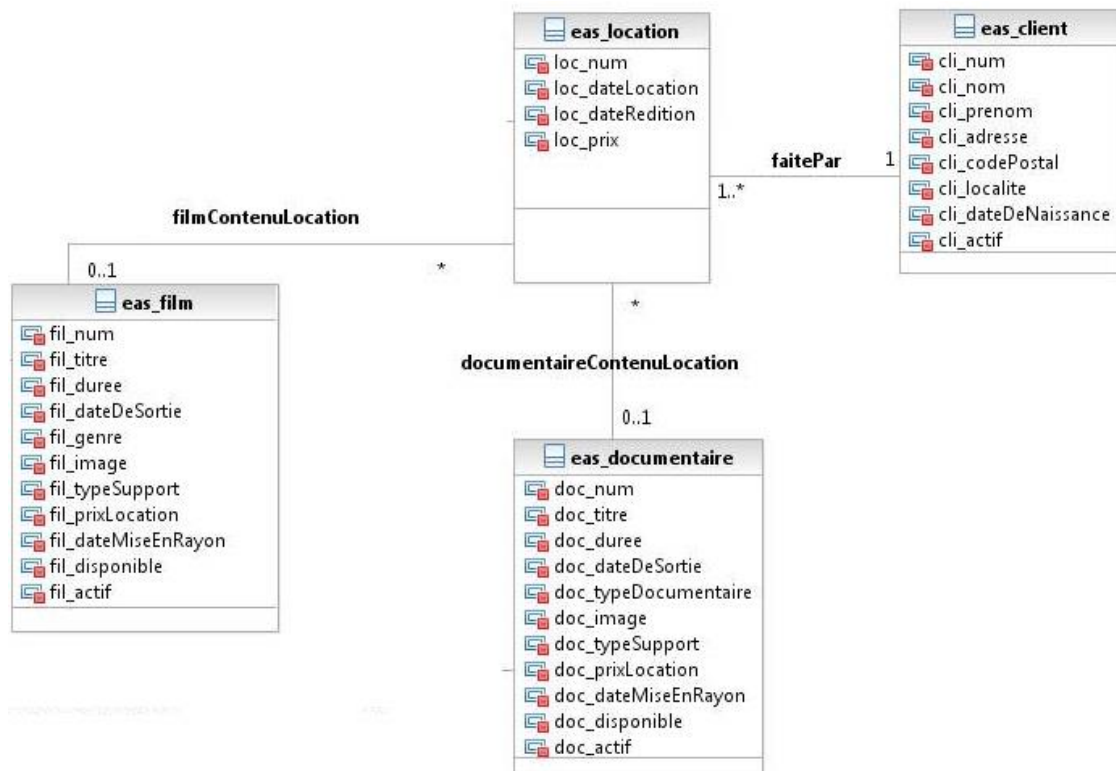 eas_location
loc_num
loc_dateLocation
loc_dateRedition
loc_prix
eas_client
cli_num
cli_nom
cli_prenom
cli_adresse
cli_codePostal
cli_localite
cli_dateDeNaissance
cli_actif
faitePar
1
1..*
filmContenuLocation
0..1
*
eas_film
fil_num
fil_titre
fil_duree
fil_dateDeSortie
fil_genre
fil_image
fil_typeSupport
fil_prixLocation
fil_dateMiseEnRayon
fil_disponible
fil_actif
*
documentaireContenuLocation
0..1
eas_documentaire
doc_num
doc_titre
doc_duree
doc_dateDeSortie
doc_typeDocumentaire
doc_image
doc_typeSupport
doc_prixLocation
doc_dateMiseEnRayon
doc_disponible
doc_actif